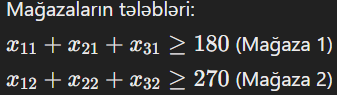 Mağazaların tələbləri:
x₁₁ + x₂₁ + x₃₁ ≥ 180 (Mağaza 1)
x₁₂ + x₂₂ + x₃₂ ≥ 270 (Mağaza 2)